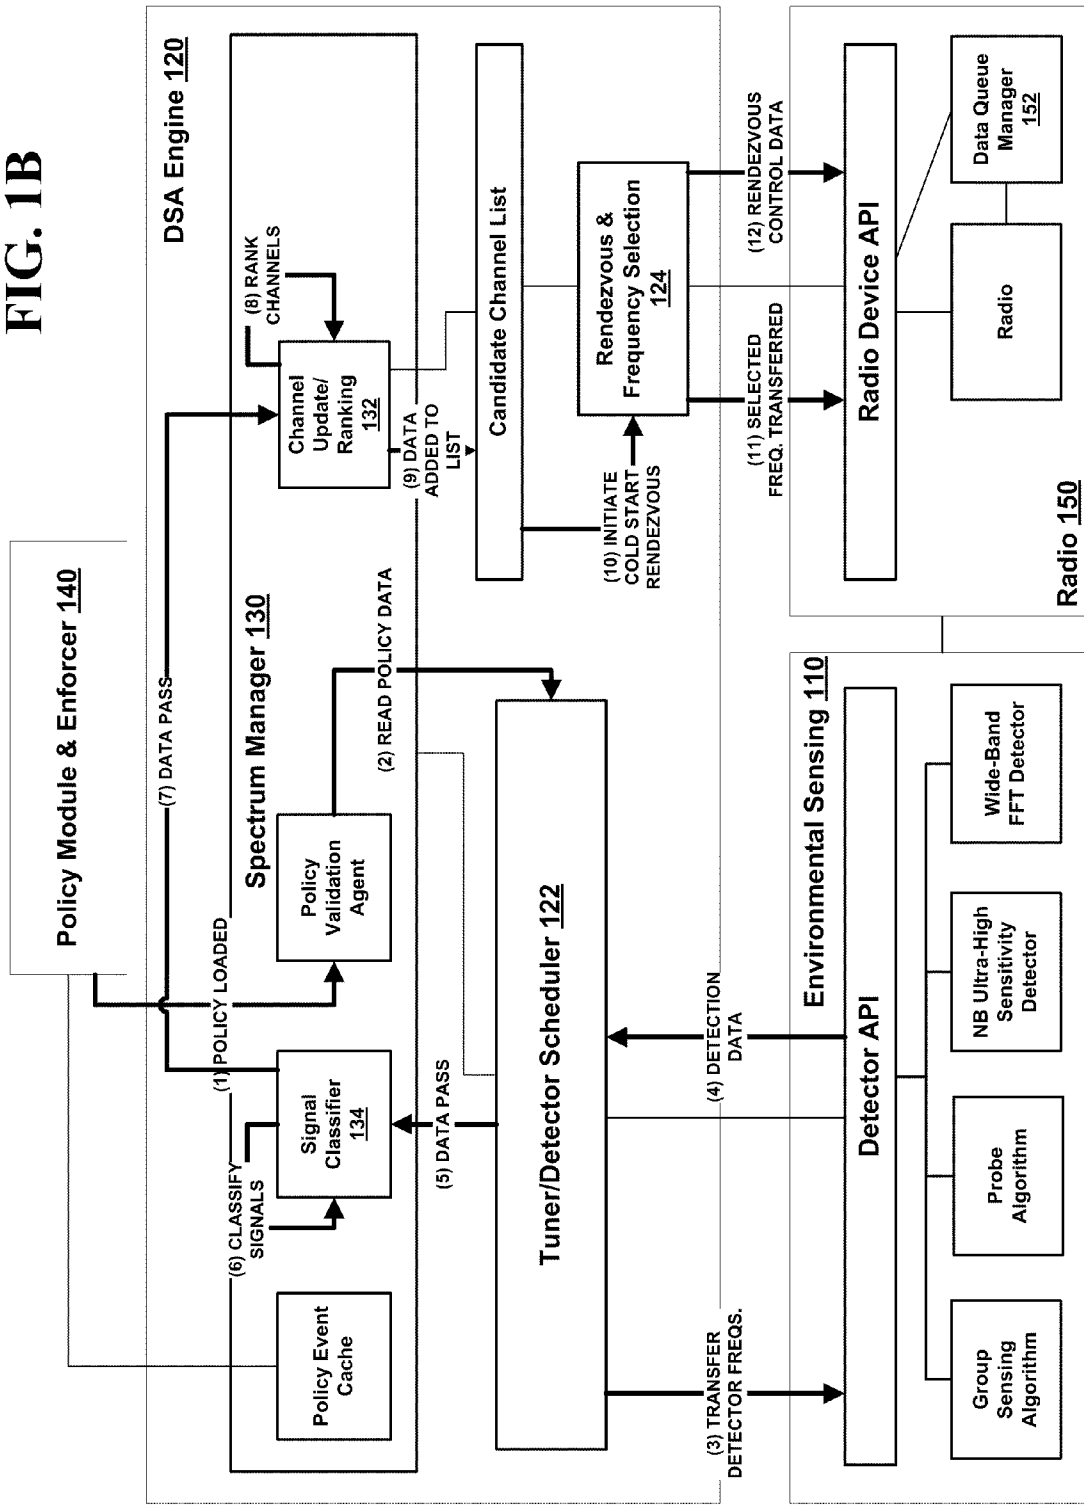 FIG. 1B
Policy Module & Enforcer 140
DSA Engine 120
Spectrum Manager 130
Policy Event
Cache
(6) CLASSIFY
SIGNALS
Signal
Classifier
134
(1) POLICY LOADED
Policy
Validation
Agent
(7) DATA PASS
(8) RANK
CHANNELS
Channel
Update/
Ranking
132
(2) READ POLICY DATA
(5) DATA PASS
(9) DATA
ADDED TO
LIST
Tuner/Detector Scheduler 122
Candidate Channel List
(10) INITIATE
COLD START
RENDEZVOUS
Rendezvous &
Frequency Selection
124
(3) TRANSFER
DETECTOR FREQS.
(4) DETECTION
DATA
(11) SELECTED
FREQ. TRANSFERRED
(12) RENDEZVOUS
CONTROL DATA
Environmental Sensing 110
Detector API
Group
Sensing
Algorithm
Probe
Algorithm
NB Ultra-High
Sensitivity
Detector
Wide-Band
FFT Detector
Radio Device API
Radio
Data Queue
Manager
152
Radio 150